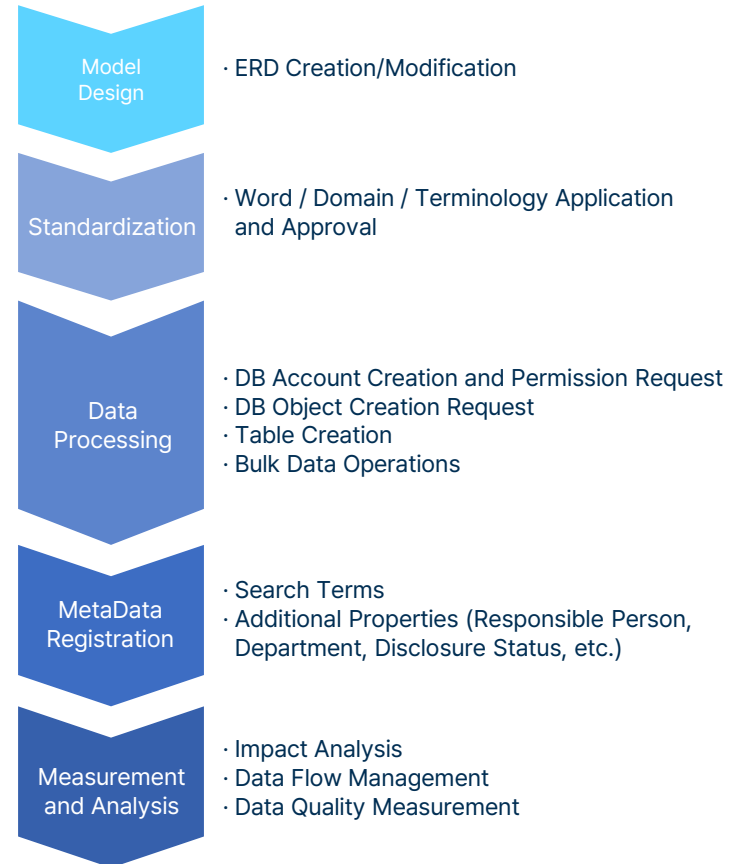 Model
Design
· ERD Creation/Modification
Standardization
· Word / Domain / Terminology Application
and Approval
Data
Processing
· DB Account Creation and Permission Request
· DB Object Creation Request
· Table Creation
· Bulk Data Operations
MetaData
Registration
· Search Terms
· Additional Properties (Responsible Person,
Department, Disclosure Status, etc.)
Measurement
and Analysis
· Impact Analysis
· Data Flow Management
· Data Quality Measurement